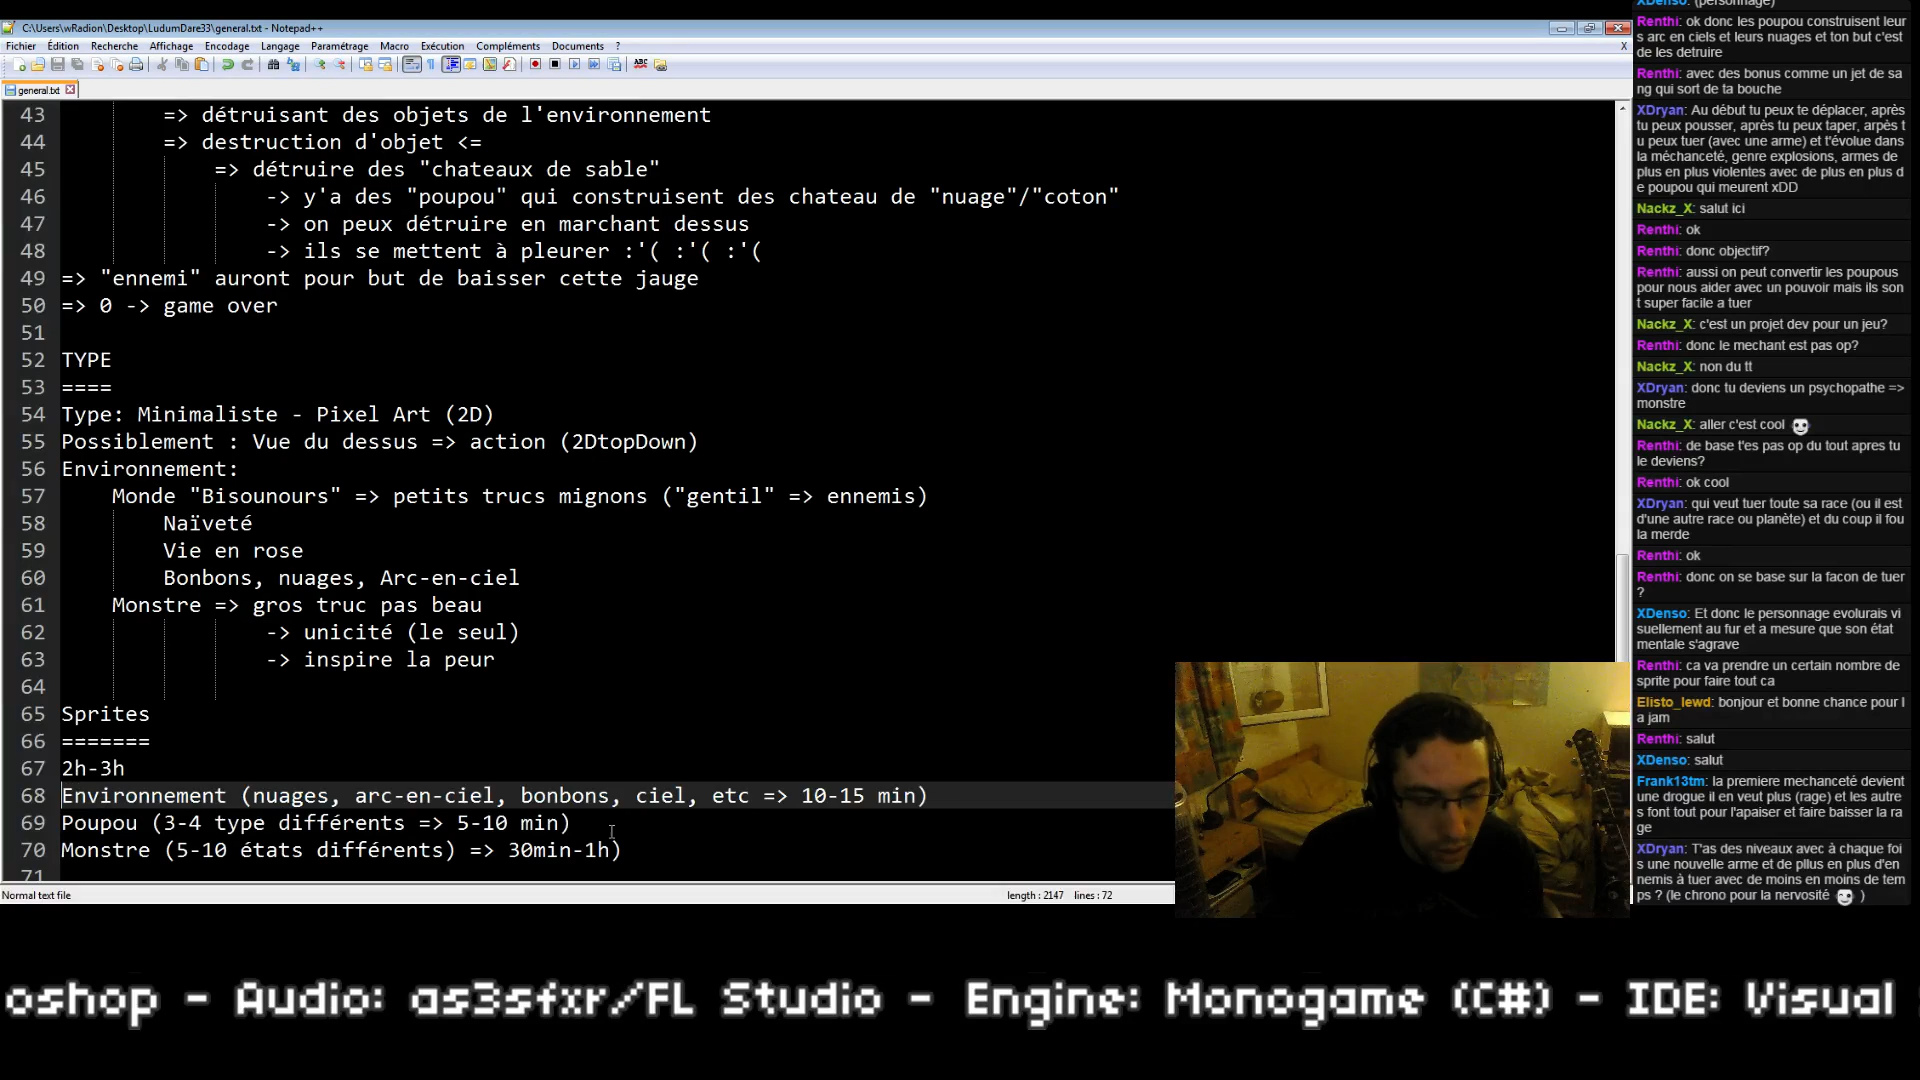 C:\Users\wRadion\Desktop\LudumDare33\general.txt - Notepad++
Fichier Édition Recherche Affichage Encodage Langage Paramétrage Macro Exécution Compléments Documents ?
X
general.txt
43 => détruisant des objets de l'environnement
44 => destruction d'objet <=
45 => détruire des "chateaux de sable"
46 -> y'a des "poupou" qui construisent des chateau de "nuage"/"coton"
47 -> on peux détruire en marchant dessus
48 -> ils se mettent à pleurer :'( :'( :'(
49 => "ennemi" auront pour but de baisser cette jauge
50 => 0 -> game over
51
52 TYPE
53 ====
54 Type: Minimaliste - Pixel Art (2D)
55 Possiblement : Vue du dessus => action (2DtopDown)
56 Environnement:
57 Monde "Bisounours" => petits trucs mignons ("gentil" => ennemis)
58 Naïveté
59 Vie en rose
60 Bonbons, nuages, Arc-en-ciel
61 Monstre => gros truc pas beau
62 -> unicité (le seul)
63 -> inspire la peur
64
65 Sprites
66 =======
67 2h-3h
68 Environnement (nuages, arc-en-ciel, bonbons, ciel, etc => 10-15 min)
69 Poupou (3-4 type différents => 5-10 min)
70 Monstre (5-10 états différents) => 30min-1h)
71
Normal text file length : 2147 lines : 72
XDenso: (personnage)
Renthi: ok donc les poupou construisent leur
s arc en ciels et leurs nuages et ton but c'est
de les detruire
Renthi: avec des bonus comme un jet de sa
ng qui sort de ta bouche
XDryan: Au début tu peux te déplacer, après
tu peux pousser, après tu peux taper, arpès t
u peux tuer (avec une arme) et t'évolue dans
la méchanceté, genre explosions, armes de
plus en plus violentes avec de plus en plus d
e poupou qui meurent xDD
Nackz_X: salut ici
Renthi: ok
Renthi: donc objectif?
Renthi: aussi on peut convertir les poupous
pour nous aider avec un pouvoir mais ils son
t super facile a tuer
Nackz_X: c'est un projet dev pour un jeu?
Renthi: donc le mechant est pas op?
Nackz_X: non du tt
XDryan: donc tu deviens un psychopathe =>
monstre
Nackz_X: aller c'est cool
Renthi: de base t'es pas op du tout apres tu
le deviens?
Renthi: ok cool
XDryan: qui veut tuer toute sa race (ou il est
d'une autre race ou planète) et du coup il fou
la merde
Renthi: ok
Renthi: donc on se base sur la facon de tuer
?
XDenso: Et donc le personnage evolurais vi
suellement au fur et a mesure que son état
mentale s'agrave
Renthi: ca va prendre un certain nombre de
sprite pour faire tout ca
Elisto_lewd: bonjour et bonne chance pour l
a jam
Renthi: salut
XDenso: salut
Frank13tm: la premiere mechanceté devient
une drogue il en veut plus (rage) et les autre
s font tout pour l'apaiser et faire baisser la ra
ge
XDryan: T'as des niveaux avec à chaque foi
s une nouvelle arme et de pllus en plus d'en
nemis à tuer avec de moins en moins de tem
ps ? (le chrono pour la nervosité )
oshop - Audio: as3sfxr/FL Studio - Engine: Monogame (C#) - IDE: Visual